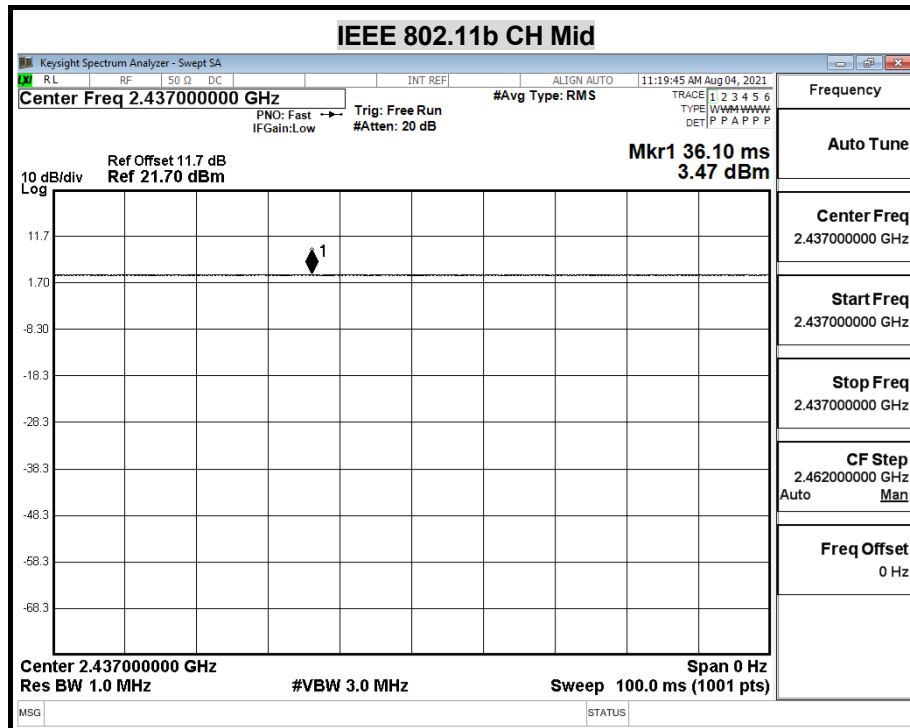 IEEE 802.11b CH Mid
Keysight Spectrum Analyzer - Swept SA
LXI RL RF 50 Ω DC INT REF ALIGN AUTO 11:19:45 AM Aug 04, 2021
Center Freq 2.437000000 GHz
PNO: Fast
IFGain:Low
Trig: Free Run
#Atten: 20 dB
#Avg Type: RMS
TRACE 1 2 3 4 5 6
TYPE WWMWWW
DET P P A P P P
Mkr1 36.10 ms
3.47 dBm
Ref Offset 11.7 dB
10 dB/div Ref 21.70 dBm
Log
1
11.7
1.70
-8.30
-18.3
-28.3
-38.3
-48.3
-58.3
-68.3
Center 2.437000000 GHz Span 0 Hz
Res BW 1.0 MHz #VBW 3.0 MHz Sweep 100.0 ms (1001 pts)
MSG STATUS
Frequency
Auto Tune
Center Freq
2.437000000 GHz
Start Freq
2.437000000 GHz
Stop Freq
2.437000000 GHz
CF Step
2.462000000 GHz
Auto Man
Freq Offset
0 Hz